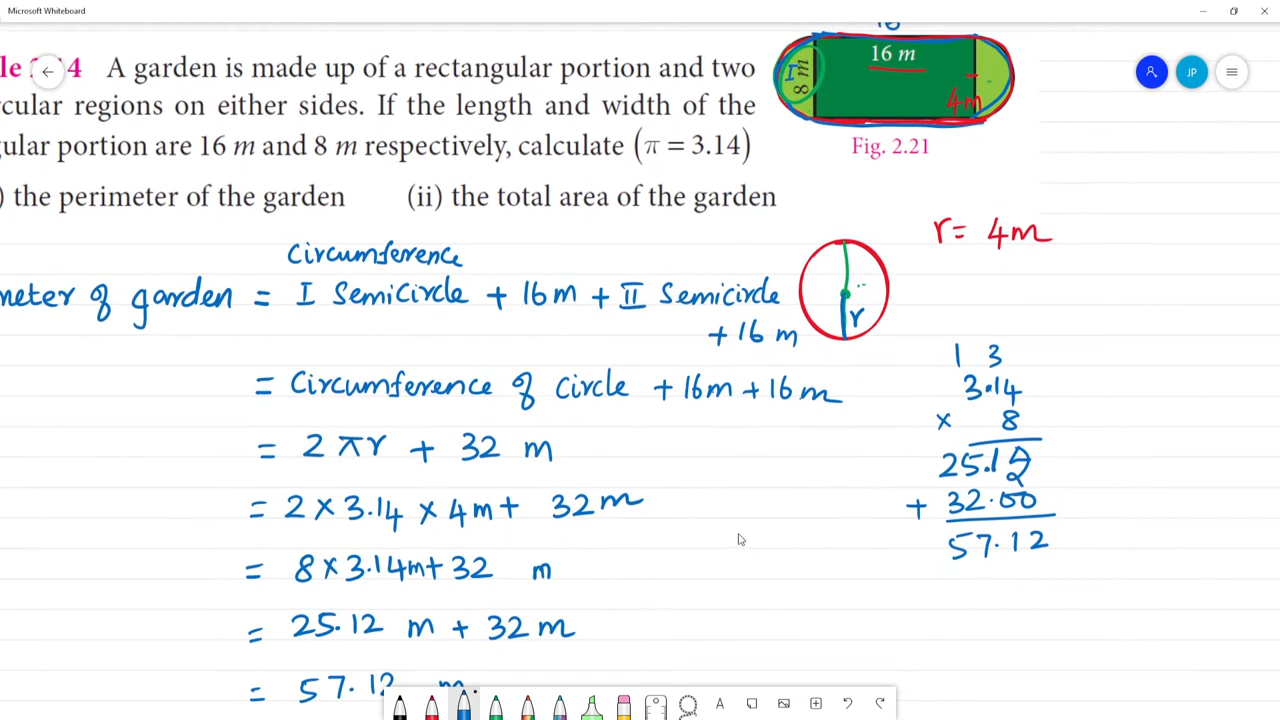 Microsoft Whiteboard
16 m
I
8 m
4m
Fig. 2.21
JP
le 4 A garden is made up of a rectangular portion and two
cular regions on either sides. If the length and width of the
gular portion are 16 m and 8 m respectively, calculate (π = 3.14)
) the perimeter of the garden (ii) the total area of the garden
r = 4m
Circumference
meter of garden = I Semicircle + 16m + II Semicircle
+ 16 m
r
= Circumference of Circle + 16m + 16m
= 2πr + 32 m
= 2 × 3.14 × 4m + 32m
= 8 × 3.14m + 32 m
= 25.12 m + 32 m
= 57.12 m
1 3
3.14
× 8
25.12
+ 32.00
57.12
A